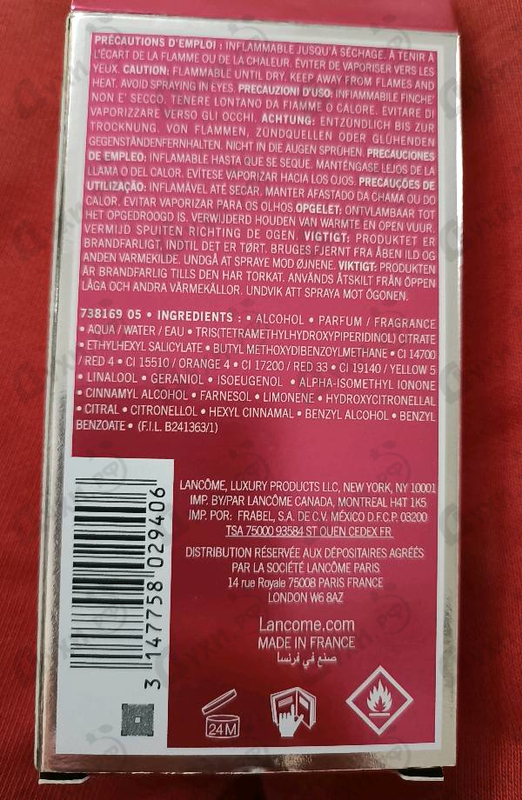 PRÉCAUTIONS D'EMPLOI : INFLAMMABLE JUSQU'À SÉCHAGE. À TENIR À
L'ÉCART DE LA FLAMME OU DE LA CHALEUR. ÉVITER DE VAPORISER VERS LES
YEUX. CAUTION: FLAMMABLE UNTIL DRY. KEEP AWAY FROM FLAMES AND
HEAT. AVOID SPRAYING IN EYES. PRECAUZIONI D'USO: INFIAMMABILE FINCHE'
NON E' SECCO. TENERE LONTANO DA FIAMME O CALORE. EVITARE DI
VAPORIZZARE VERSO GLI OCCHI. ACHTUNG: ENTZÜNDLICH BIS ZUR
TROCKNUNG. VON FLAMMEN, ZÜNDQUELLEN ODER GLÜHENDEN
GEGENSTÄNDENFERNHALTEN. NICHT IN DIE AUGEN SPRÜHEN. PRECAUCIONES
DE EMPLEO: INFLAMABLE HASTA QUE SE SEQUE. MANTÉNGASE LEJOS DE LA
LLAMA O DEL CALOR. EVÍTESE VAPORIZAR HACIA LOS OJOS. PRECAUÇÕES DE
UTILIZAÇÃO: INFLAMÁVEL ATÉ SECAR. MANTER AFASTADO DA CHAMA OU DO
CALOR. EVITAR VAPORIZAR PARA OS OLHOS.OPGELET: ONTVLAMBAAR TOT
HET OPGEDROOGD IS. VERWIJDERD HOUDEN VAN WARMTE EN OPEN VUUR.
VERMIJD SPUITEN RICHTING DE OGEN. VIGTIGT: PRODUKTET ER
BRANDFARLIGT, INDTIL DET ER TØRT. BRUGES FJERNT FRA ÅBEN ILD OG
ANDEN VARMEKILDE. UNDGÅ AT SPRAYE MOD ØJNENE. VIKTIGT: PRODUKTEN
ÄR BRANDFARLIG TILLS DEN HAR TORKAT. ANVÄNDS ÅTSKILT FRÅN ÖPPEN
LÅGA OCH ANDRA VÄRMEKÄLLOR. UNDVIK ATT SPRAYA MOT ÖGONEN.
738169 05 • INGREDIENTS : • ALCOHOL • PARFUM / FRAGRANCE
• AQUA / WATER / EAU • TRIS(TETRAMETHYLHYDROXYPIPERIDINOL) CITRATE
• ETHYLHEXYL SALICYLATE • BUTYL METHOXYDIBENZOYLMETHANE • CI 14700
/ RED 4 • CI 15510 / ORANGE 4 • CI 17200 / RED 33 • CI 19140 / YELLOW 5
• LINALOOL • GERANIOL • ISOEUGENOL • ALPHA-ISOMETHYL IONONE
• CINNAMYL ALCOHOL • FARNESOL • LIMONENE • HYDROXYCITRONELLAL
• CITRAL • CITRONELLOL • HEXYL CINNAMAL • BENZYL ALCOHOL • BENZYL
BENZOATE • (F.I.L. B241363/1)
LANCÔME, LUXURY PRODUCTS LLC, NEW YORK, NY 10001
IMP. BY/PAR LANCÔME CANADA, MONTREAL H4T 1K5
IMP. POR: FRABEL, S.A. DE C.V. MÉXICO D.F.C.P. 03200
TSA 75000 93584 ST OUEN CEDEX FR
DISTRIBUTION RÉSERVÉE AUX DÉPOSITAIRES AGRÉÉS
PAR LA SOCIÉTÉ LANCÔME PARIS
14 rue Royale 75008 PARIS FRANCE
LONDON W6 8AZ
Lancome.com
MADE IN FRANCE
صنع في فرنسا
3 147758 029406
24M